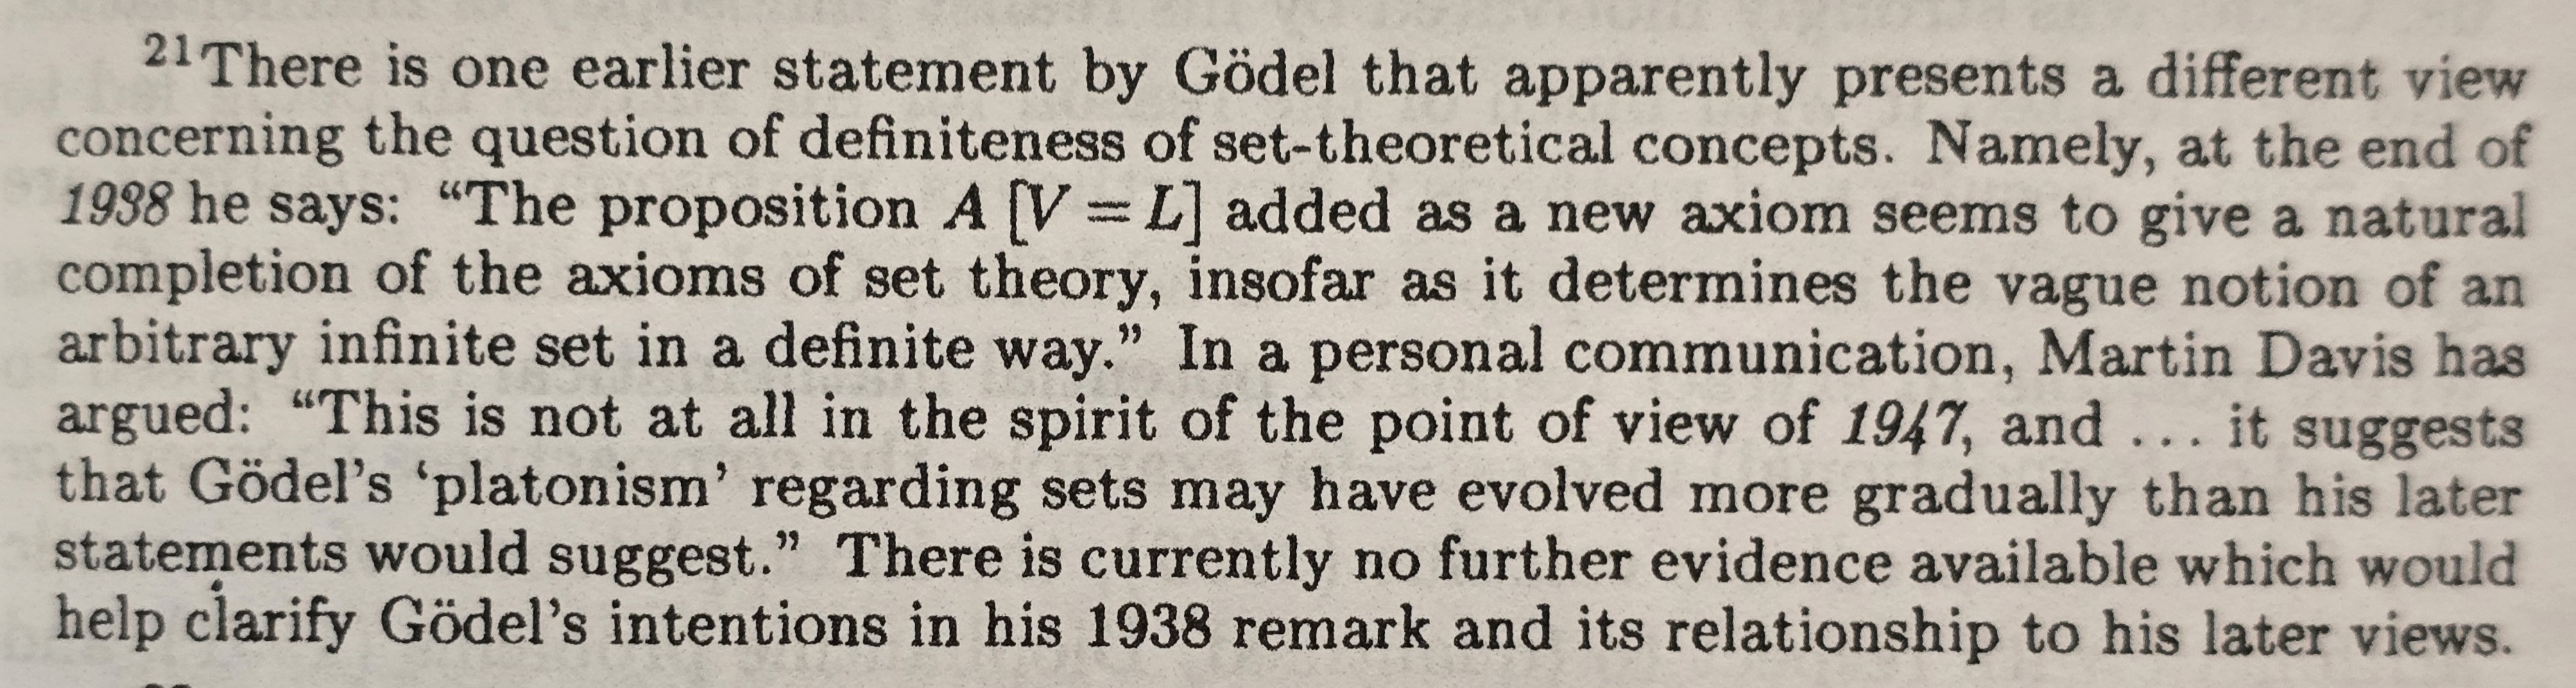 21There is one earlier statement by Gödel that apparently presents a different view
concerning the question of definiteness of set-theoretical concepts. Namely, at the end of
1938 he says: “The proposition A [V = L] added as a new axiom seems to give a natural
completion of the axioms of set theory, insofar as it determines the vague notion of an
arbitrary infinite set in a definite way.” In a personal communication, Martin Davis has
argued: “This is not at all in the spirit of the point of view of 1947, and ... it suggests
that Gödel’s ‘platonism’ regarding sets may have evolved more gradually than his later
statements would suggest.” There is currently no further evidence available which would
help clarify Gödel’s intentions in his 1938 remark and its relationship to his later views.